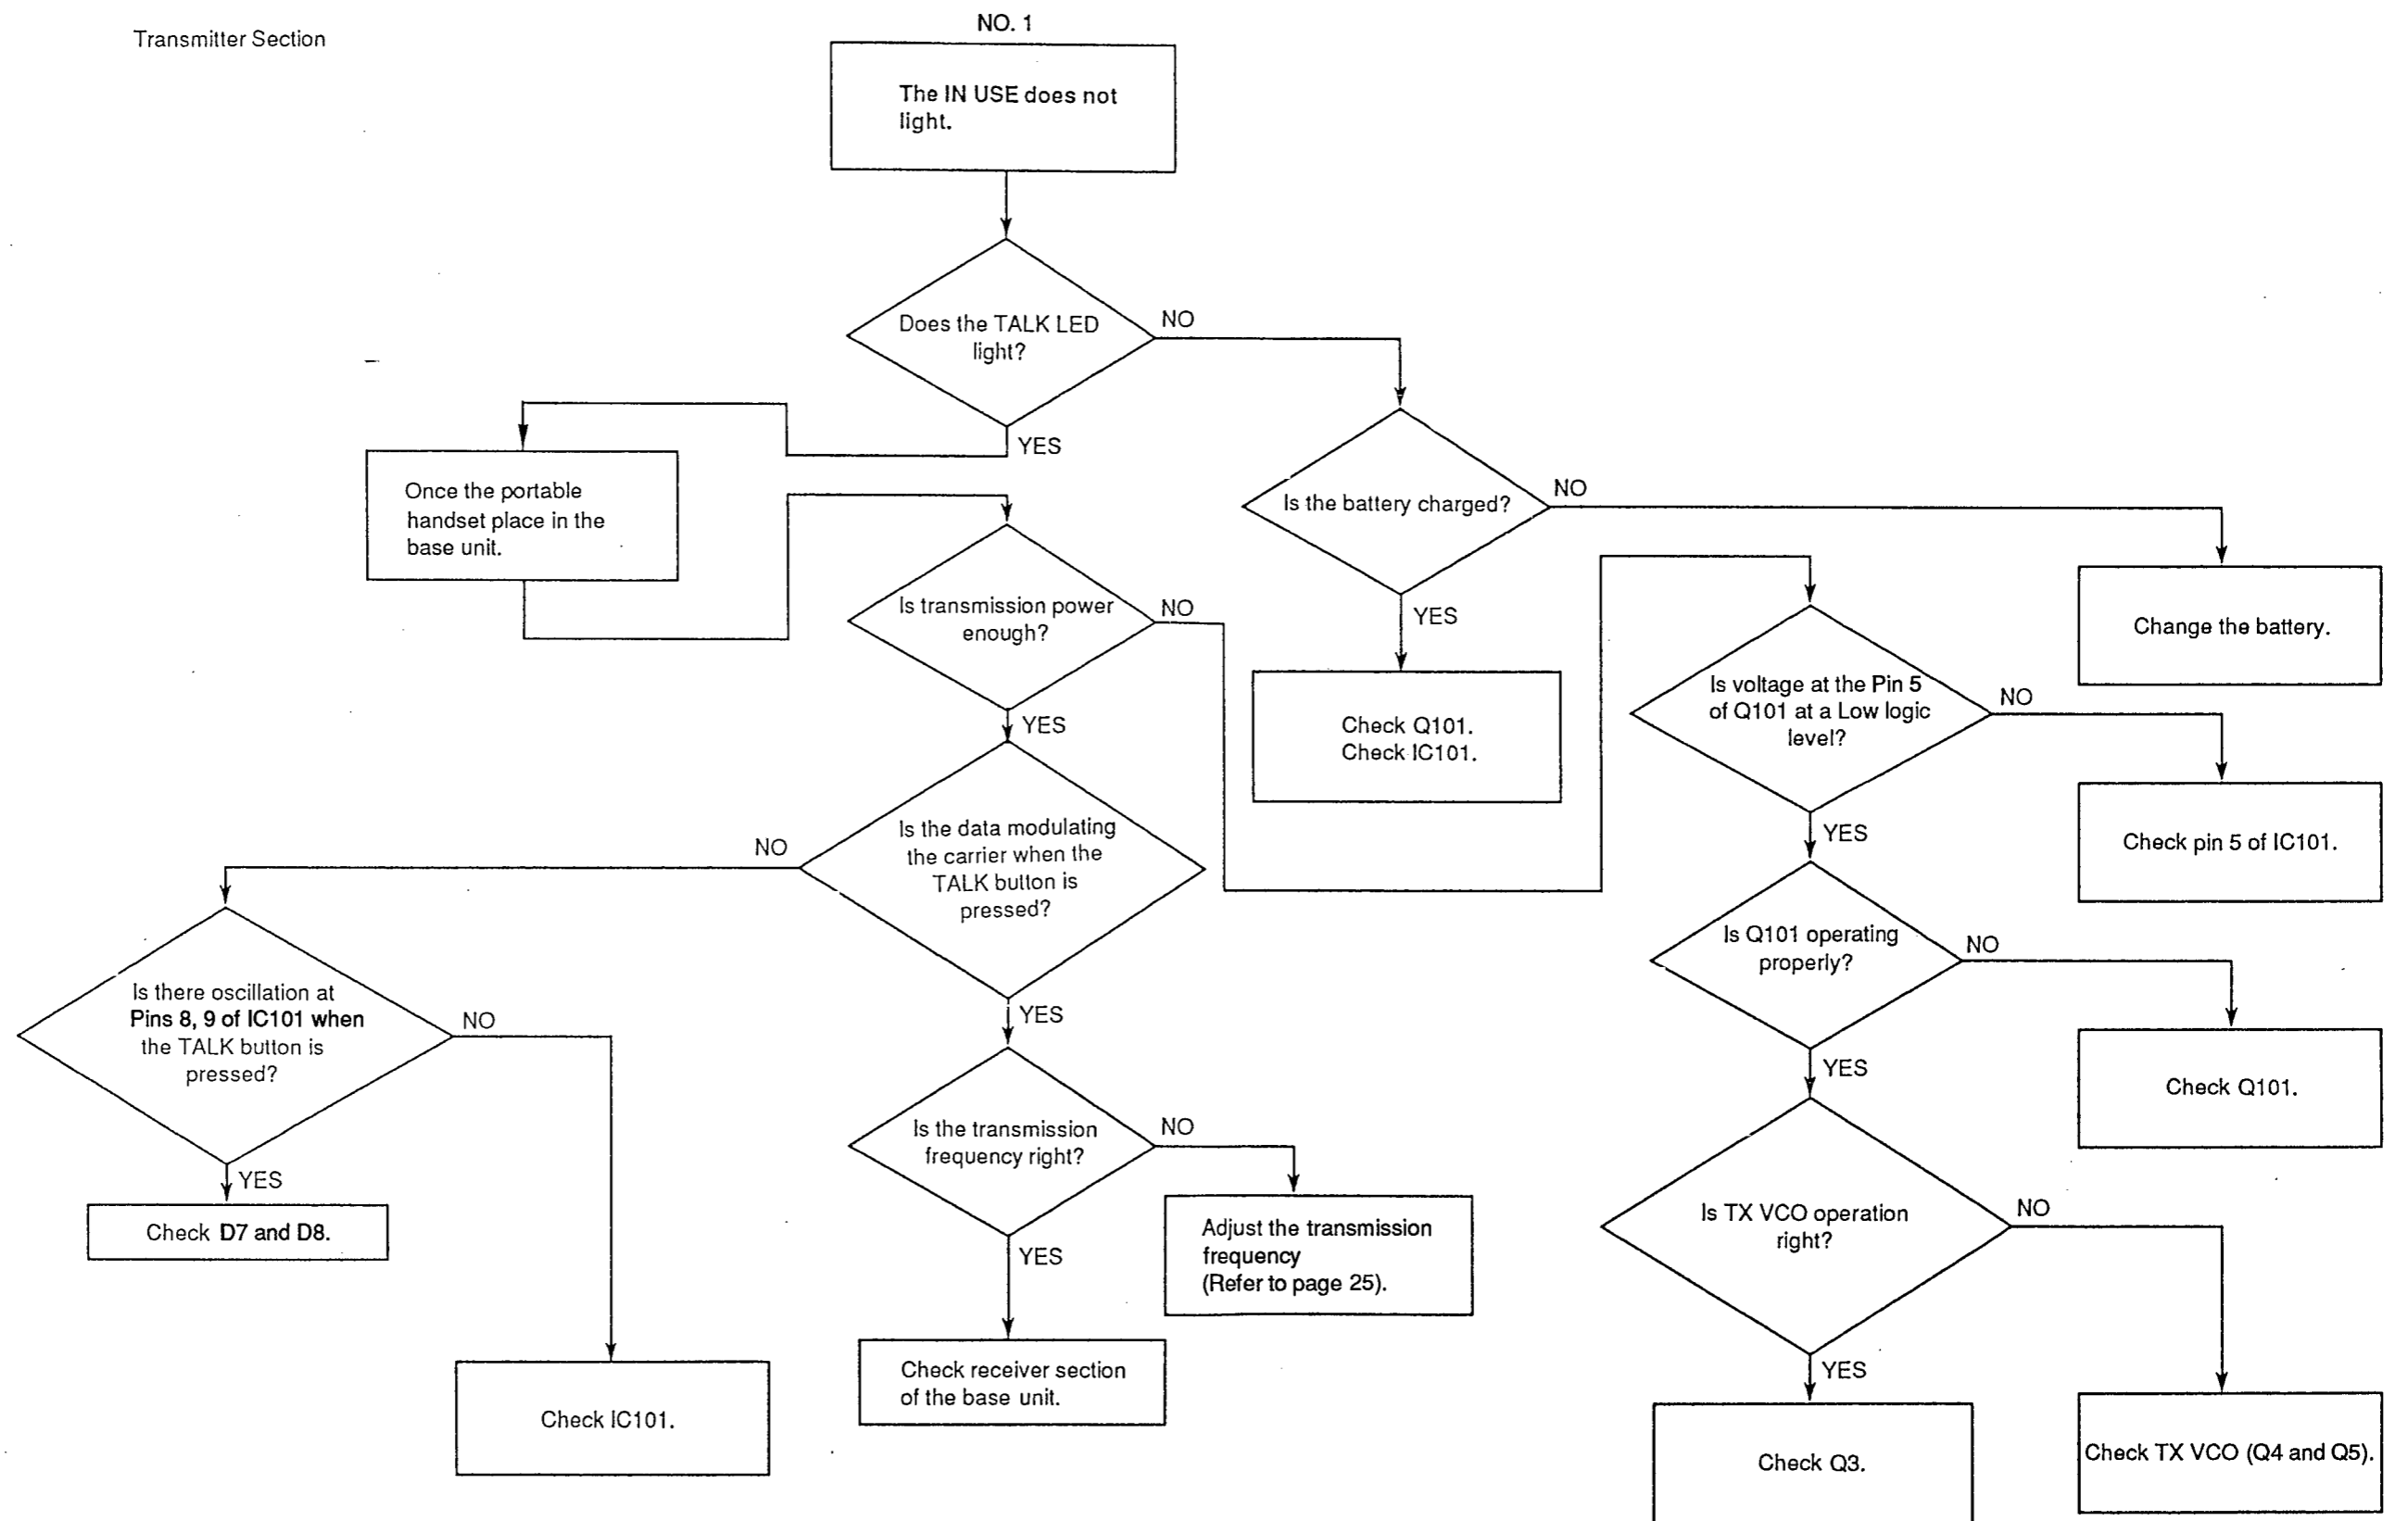 NO. 1
Transmitter Section
The IN USE does not
light.
Does the TALK LED
light?
NO
YES
Once the portable
handset place in the
base unit.
Is the battery charged?
NO
YES
Change the battery.
Check Q101.
Check IC101.
Is transmission power
enough?
NO
YES
Is voltage at the Pin 5
of Q101 at a Low logic
level?
NO
YES
Check pin 5 of IC101.
Is the data modulating
the carrier when the
TALK button is
pressed?
NO
YES
Is Q101 operating
properly?
NO
YES
Check Q101.
Is there oscillation at
Pins 8, 9 of IC101 when
the TALK button is
pressed?
NO
YES
Check D7 and D8.
Check IC101.
Is the transmission
frequency right?
NO
YES
Adjust the transmission
frequency
(Refer to page 25).
Check receiver section
of the base unit.
Is TX VCO operation
right?
NO
YES
Check Q3.
Check TX VCO (Q4 and Q5).